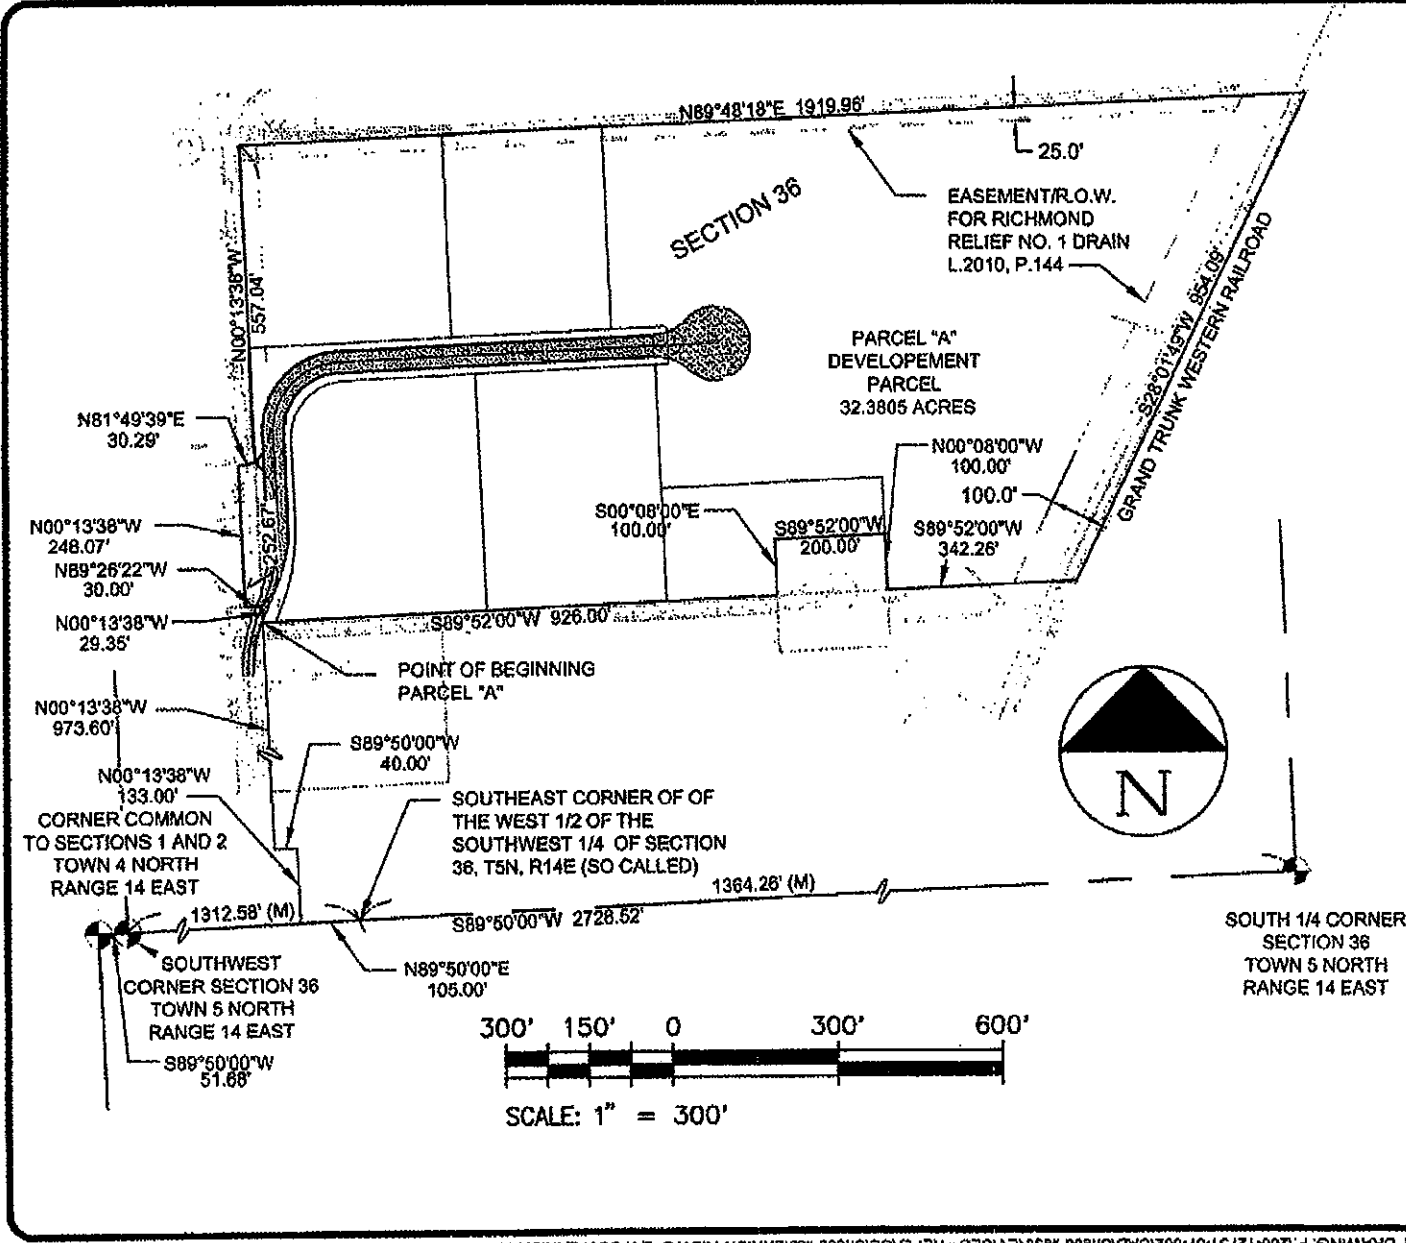 N89°48'18"E 1919.96'
25.0'
SECTION 36
EASEMENT/R.O.W.
FOR RICHMOND
RELIEF NO. 1 DRAIN
L.2010, P.144
N00°13'38"W
557.04'
S28°01'49"W 954.09'
GRAND TRUNK WESTERN RAILROAD
PARCEL "A"
DEVELOPEMENT
PARCEL
32.3805 ACRES
N81°49'39"E
30.29'
N00°08'00"W
100.00'
100.0'
S00°08'00"E
100.00'
S89°52'00"W
200.00'
S89°52'00"W
342.26'
N00°13'38"W
248.07'
252.67'
N89°26'22"W
30.00'
N00°13'38"W
29.35'
S89°52'00"W 926.00'
POINT OF BEGINNING
PARCEL "A"
N00°13'38"W
973.60'
S89°50'00"W
40.00'
N00°13'38"W
133.00'
CORNER COMMON
TO SECTIONS 1 AND 2
TOWN 4 NORTH
RANGE 14 EAST
SOUTHEAST CORNER OF OF
THE WEST 1/2 OF THE
SOUTHWEST 1/4 OF SECTION
36, T5N, R14E (SO CALLED)
N
1312.58' (M)
1364.26' (M)
S89°50'00"W 2728.52'
SOUTH 1/4 CORNER
SECTION 36
TOWN 5 NORTH
RANGE 14 EAST
SOUTHWEST
CORNER SECTION 36
TOWN 5 NORTH
RANGE 14 EAST
N89°50'00"E
105.00'
S89°50'00"W
51.68'
300' 150' 0 300' 600'
SCALE: 1" = 300'